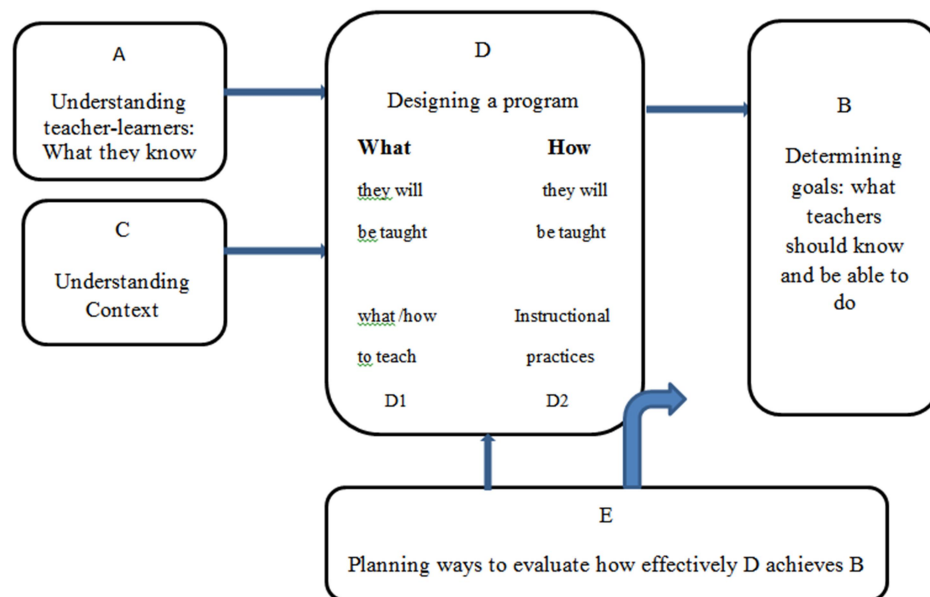 A
Understanding
teacher-learners:
What they know
C
Understanding
Context
D
Designing a program
What How
they will they will
be taught be taught
what /how Instructional
to teach practices
D1 D2
B
Determining
goals: what
teachers
should know
and be able to
do
E
Planning ways to evaluate how effectively D achieves B